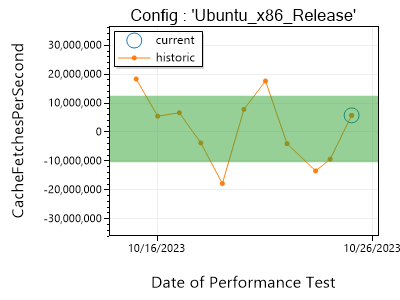 Config : 'Ubuntu_x86_Release'
current
historic
30,000,000
20,000,000
10,000,000
0
-10,000,000
-20,000,000
-30,000,000
CacheFetchesPerSecond
10/16/2023
10/26/2023
Date of Performance Test